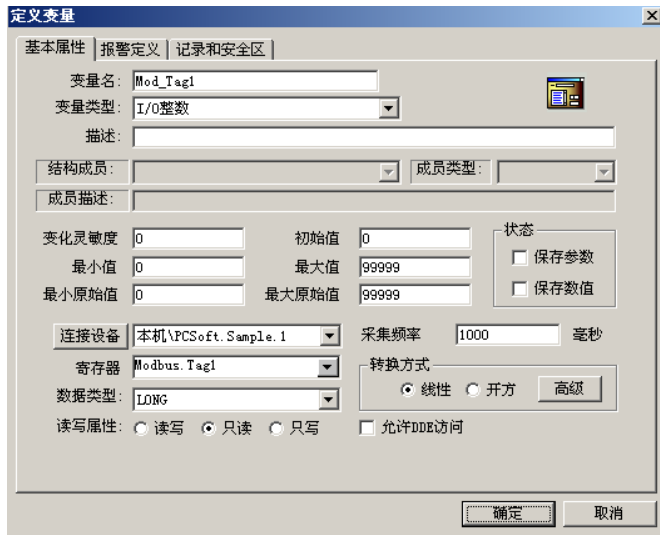 定义变量
基本属性 报警定义 记录和安全区
变量名: Mod_Tag1
变量类型: I/O整数
描述:
结构成员: 成员类型:
成员描述:
变化灵敏度 0 初始值 0 状态
最小值 0 最大值 99999 保存参数
最小原始值 0 最大原始值 99999 保存数值
连接设备 本机\PCSoft.Sample.1 采集频率 1000 毫秒
寄存器 Modbus.Tag1 转换方式
数据类型: LONG 线性 开方 高级
读写属性: 读写 只读 只写 允许DDE访问
确定 取消